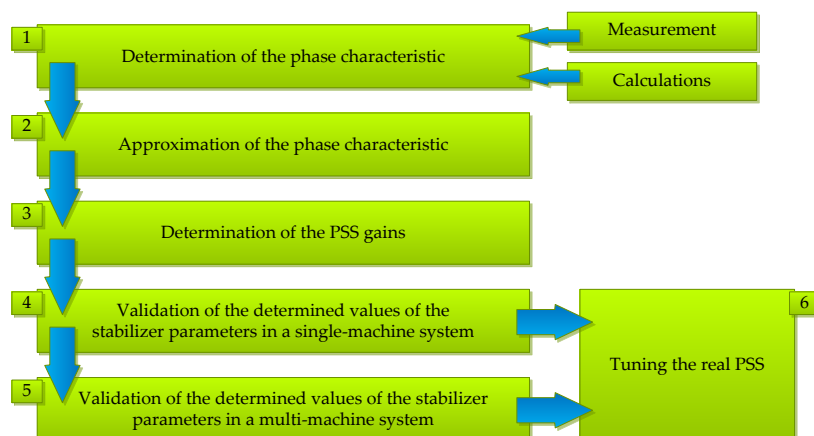 1
Determination of the phase characteristic
Measurement
Calculations
2
Approximation of the phase characteristic
3
Determination of the PSS gains
4
Validation of the determined values of the
stabilizer parameters in a single-machine system
5
Validation of the determined values of the stabilizer
parameters in a multi-machine system
6
Tuning the real PSS